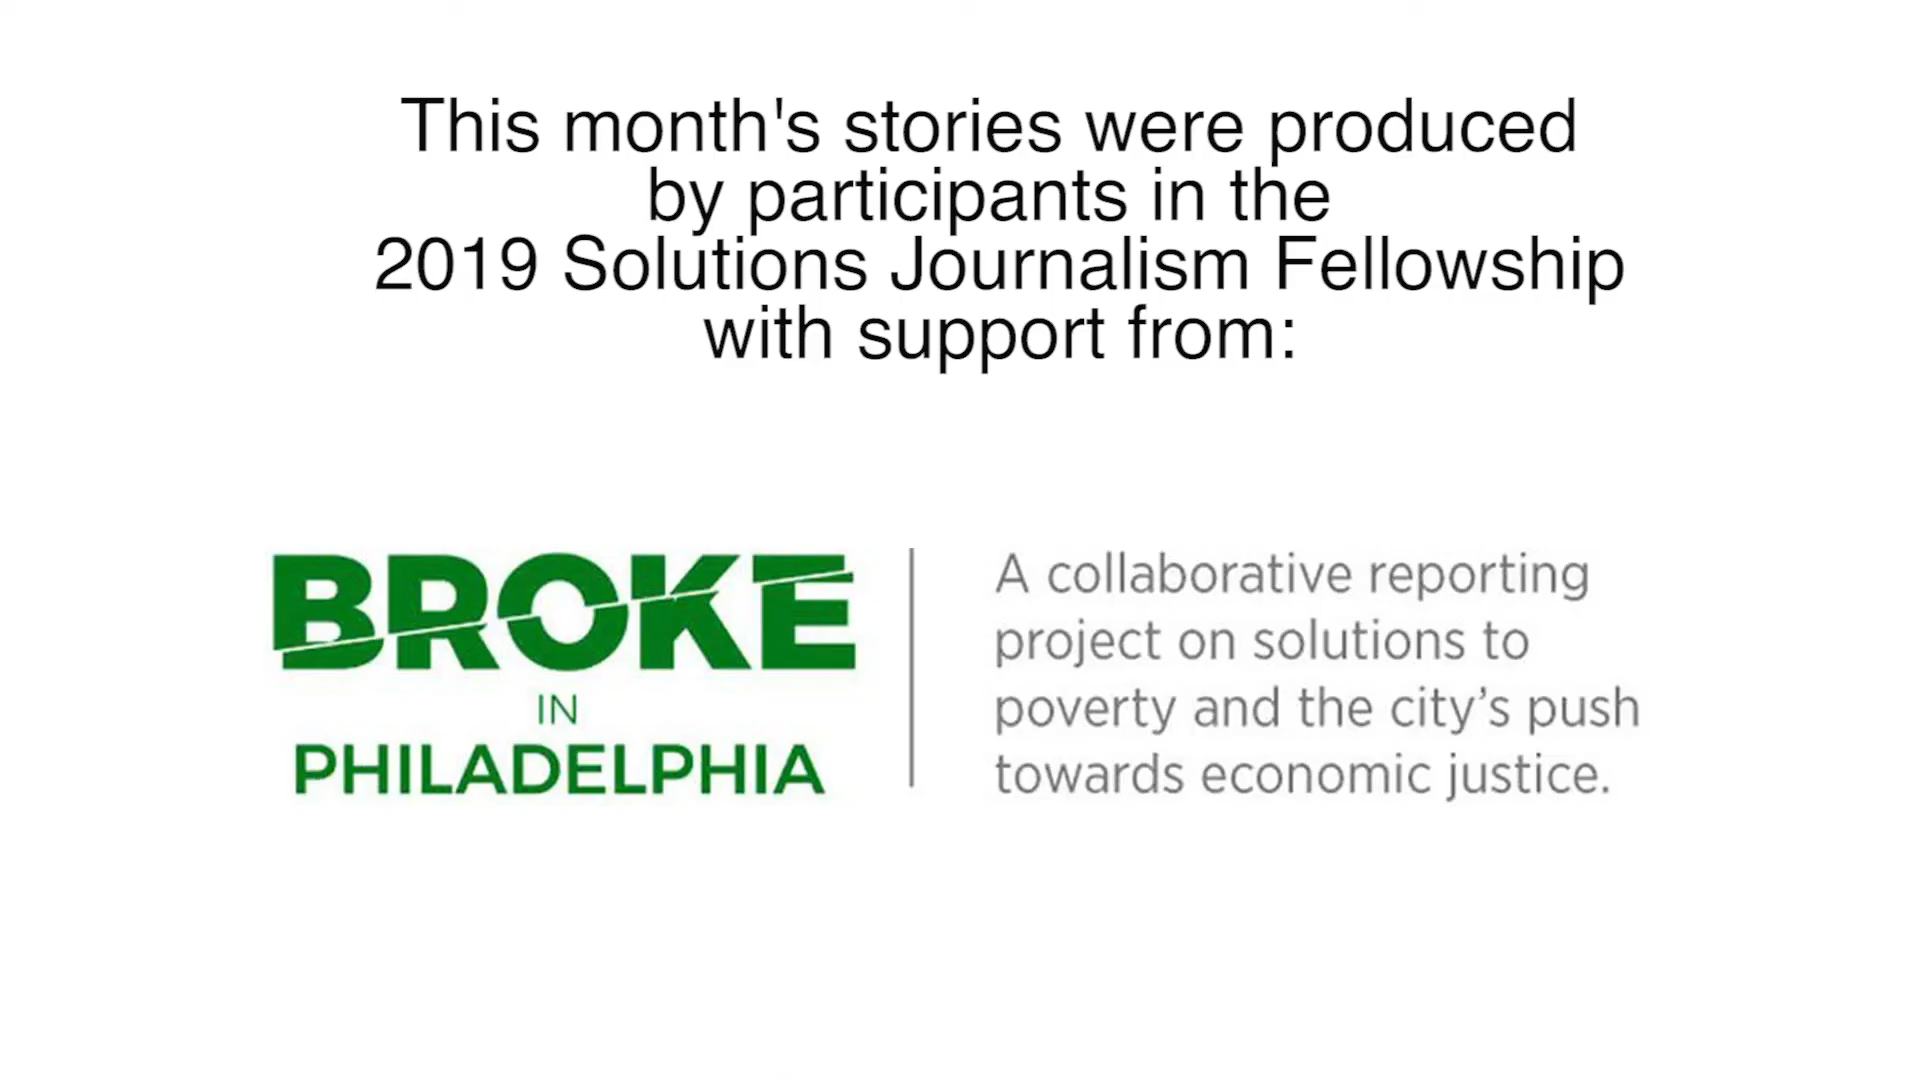 This month's stories were produced
by participants in the
2019 Solutions Journalism Fellowship
with support from:
BROKE
IN
PHILADELPHIA
A collaborative reporting
project on solutions to
poverty and the city’s push
towards economic justice.